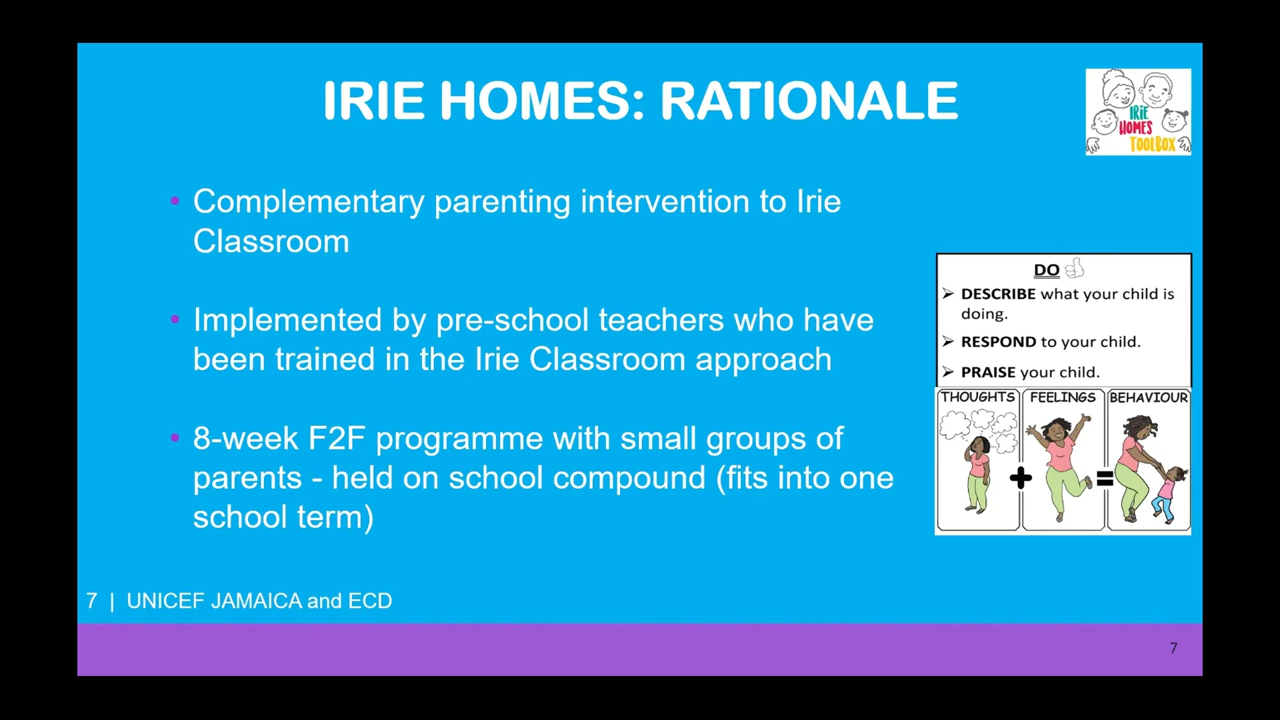 IRIE HOMES: RATIONALE
IRIE
HOMES
TOOLBOX
• Complementary parenting intervention to Irie
Classroom
• Implemented by pre-school teachers who have
been trained in the Irie Classroom approach
• 8-week F2F programme with small groups of
parents - held on school compound (fits into one
school term)
DO
➢ DESCRIBE what your child is
doing.
➢ RESPOND to your child.
➢ PRAISE your child.
THOUGHTS FEELINGS BEHAVIOUR
+ =
7 | UNICEF JAMAICA and ECD
7